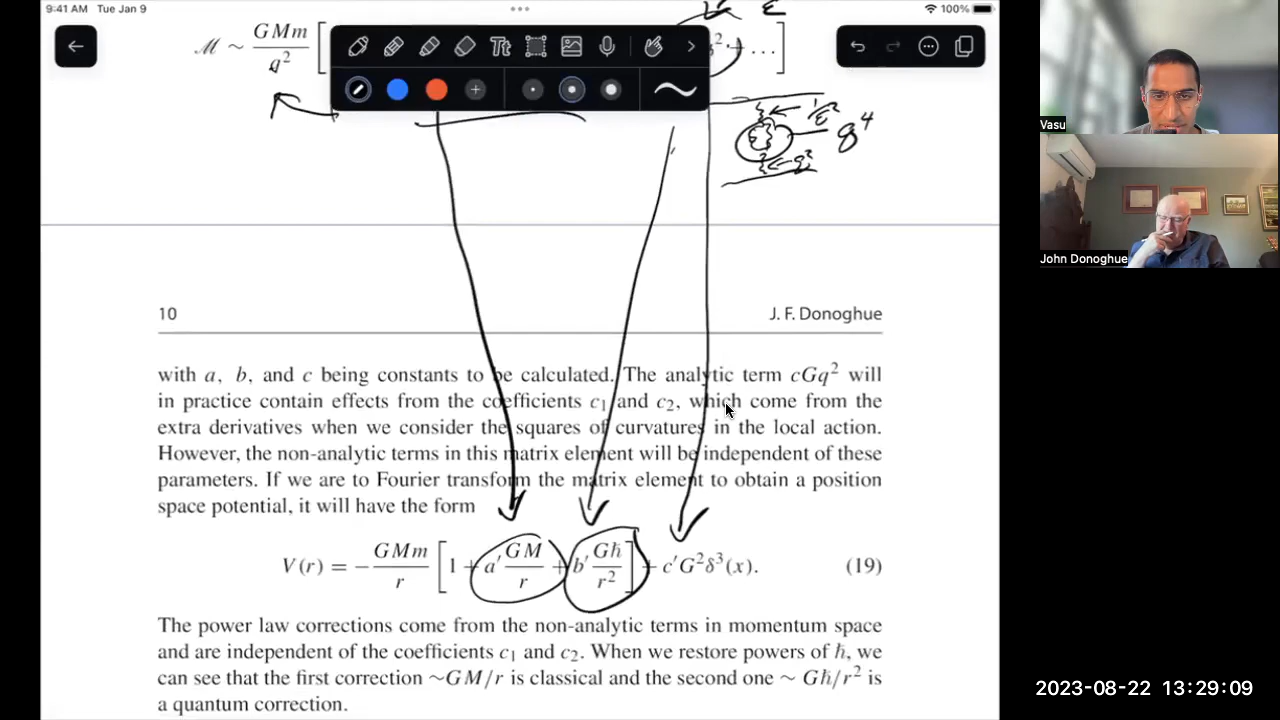 9:41 AM Tue Jan 9
100%
ℳ ~ GMm/q² [ ... ² + ... ]
Tt
Vasu
John Donoghue
q⁴
10 J. F. Donoghue
with a, b, and c being constants to be calculated. The analytic term cGq² will
in practice contain effects from the coefficients c₁ and c₂, which come from the
extra derivatives when we consider the squares of curvatures in the local action.
However, the non-analytic terms in this matrix element will be independent of these
parameters. If we are to Fourier transform the matrix element to obtain a position
space potential, it will have the form
V(r) = −GMm/r [1 + a′ GM/r + b′ Għ/r²] + c′G²δ³(x). (19)
The power law corrections come from the non-analytic terms in momentum space
and are independent of the coefficients c₁ and c₂. When we restore powers of ħ, we
can see that the first correction ~GM/r is classical and the second one ~ Għ/r² is
a quantum correction.
2023-08-22 13:29:09